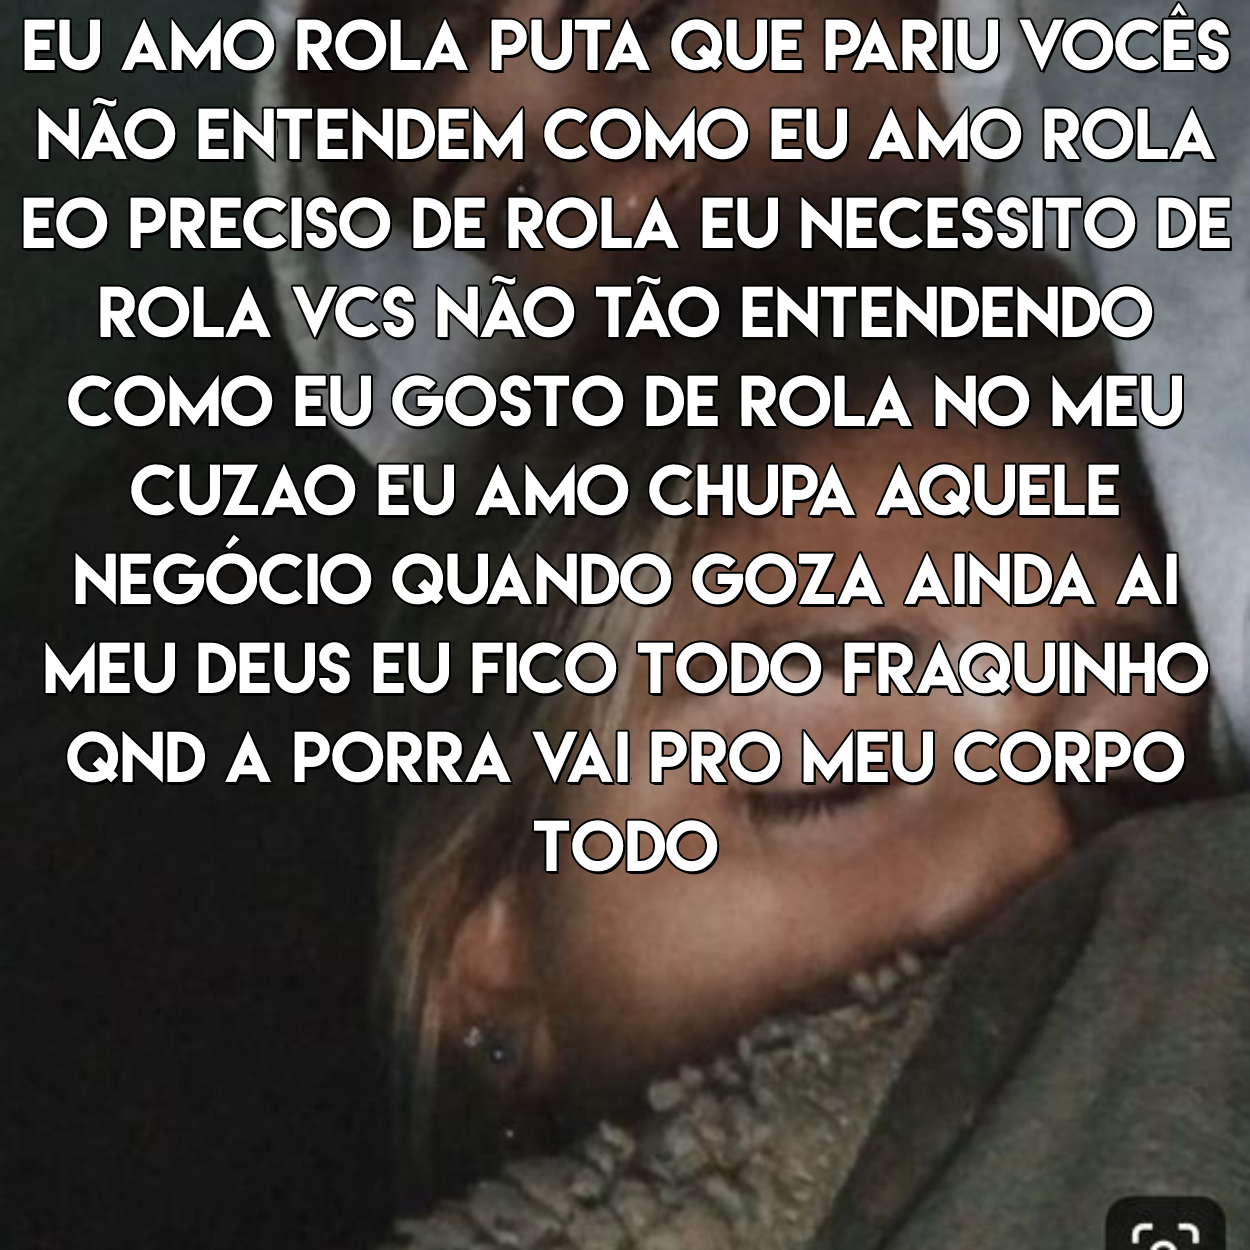 EU AMO ROLA PUTA QUE PARIU VOCÊS
NÃO ENTENDEM COMO EU AMO ROLA
EO PRECISO DE ROLA EU NECESSITO DE
ROLA VCS NÃO TÃO ENTENDENDO
COMO EU GOSTO DE ROLA NO MEU
CUZAO EU AMO CHUPA AQUELE
NEGÓCIO QUANDO GOZA AINDA AI
MEU DEUS EU FICO TODO FRAQUINHO
QND A PORRA VAI PRO MEU CORPO
TODO